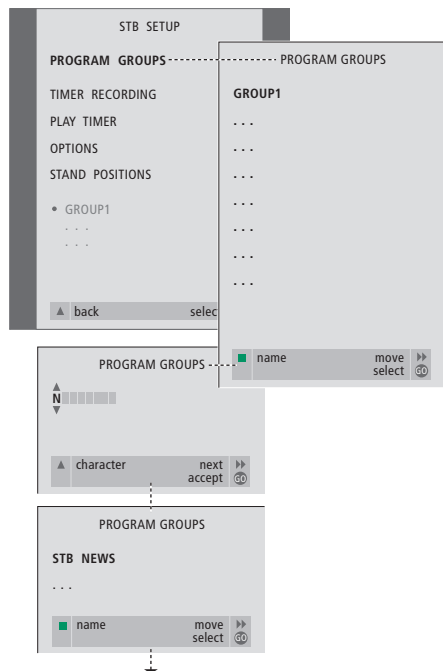 STB SETUP
PROGRAM GROUPS
TIMER RECORDING
PLAY TIMER
OPTIONS
STAND POSITIONS
• GROUP1
. . .
. . .
▲ back selec
PROGRAM GROUPS
GROUP1
. . .
. . .
. . .
. . .
. . .
. . .
. . .
name move
select GO
PROGRAM GROUPS
N
▲ character next
accept GO
PROGRAM GROUPS
STB NEWS
. . .
name move
select GO